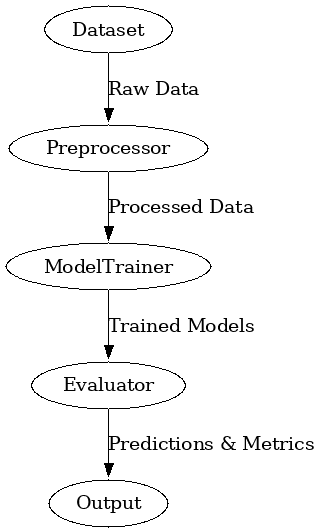 Dataset
Raw Data
Preprocessor
Processed Data
ModelTrainer
Trained Models
Evaluator
Predictions & Metrics
Output